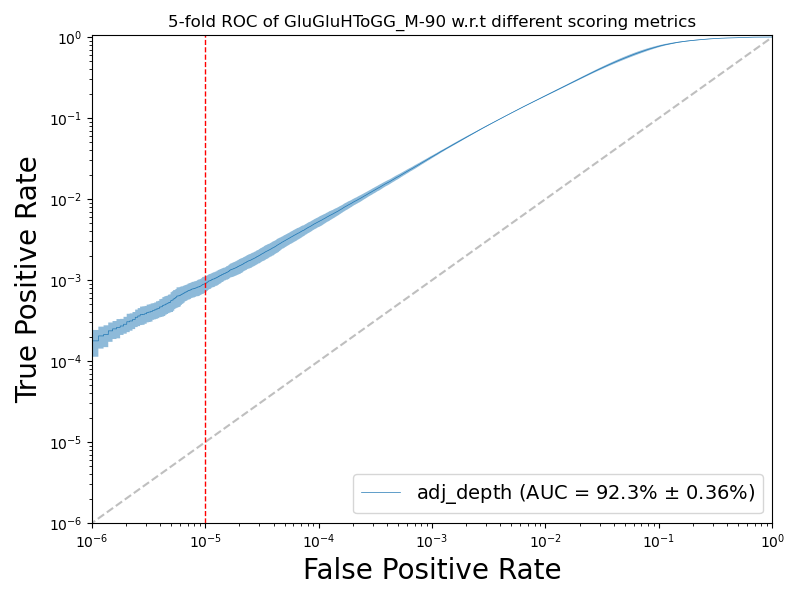 5-fold ROC of GluGluHToGG_M-90 w.r.t different scoring metrics
True Positive Rate
10⁰
10⁻¹
10⁻²
10⁻³
10⁻⁴
10⁻⁵
10⁻⁶
adj_depth (AUC = 92.3% ± 0.36%)
10⁻⁶ 10⁻⁵ 10⁻⁴ 10⁻³ 10⁻² 10⁻¹ 10⁰
False Positive Rate